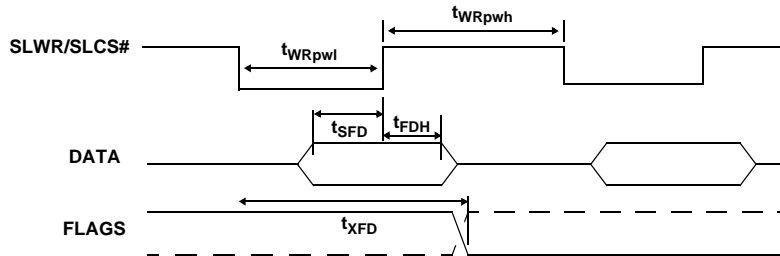 SLWR/SLCS#
tWRpwl
tWRpwh
DATA
tSFD
tFDH
FLAGS
tXFD